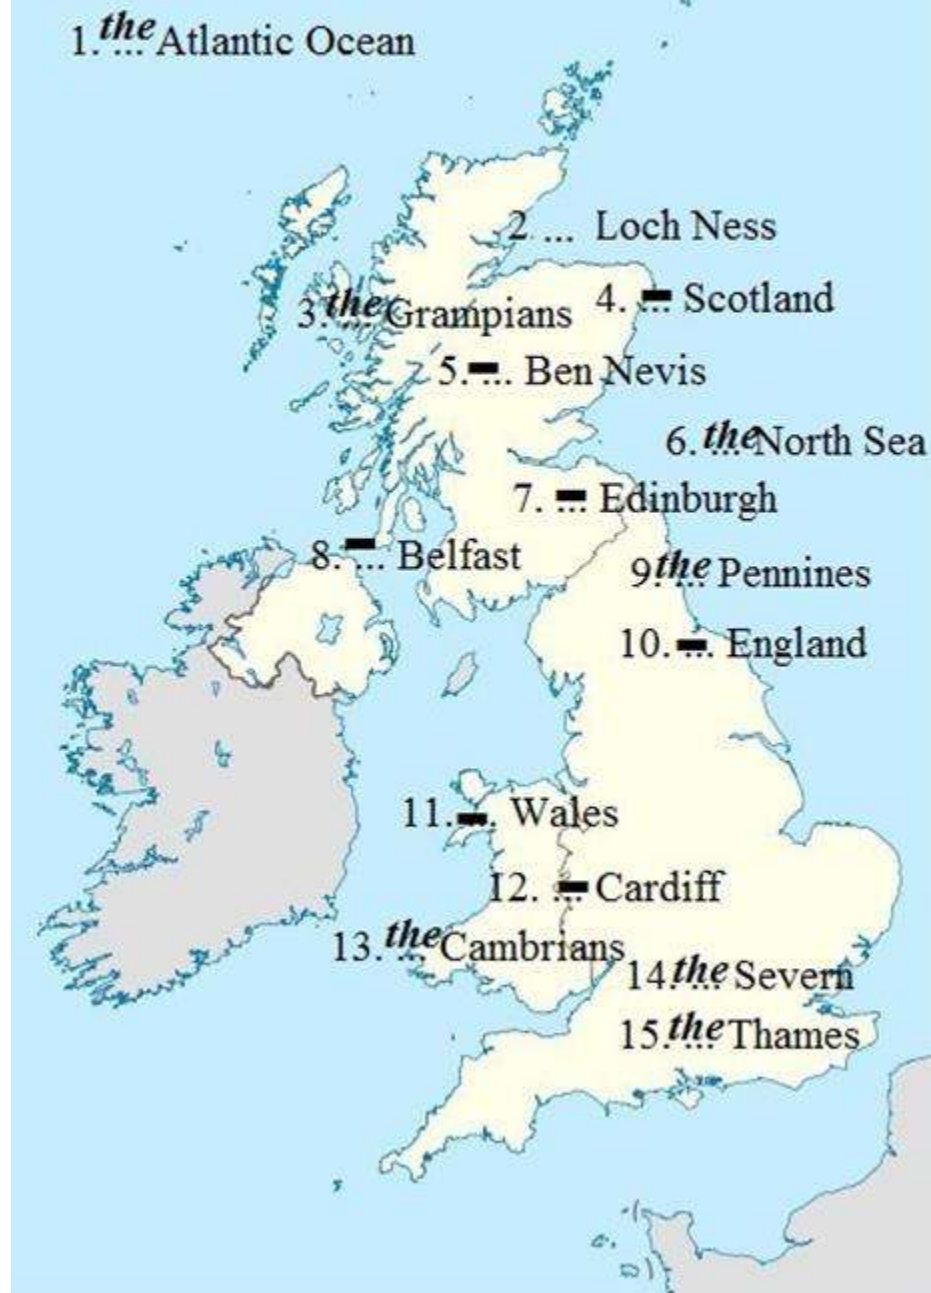 1. the ... Atlantic Ocean
2 ... Loch Ness
3. the ... Grampians
4. – ... Scotland
5. – ... Ben Nevis
6. the ... North Sea
7. – ... Edinburgh
8. – ... Belfast
9. the ... Pennines
10. – ... England
11. – ... Wales
12. – ... Cardiff
13. the ... Cambrians
14. the ... Severn
15. the ... Thames